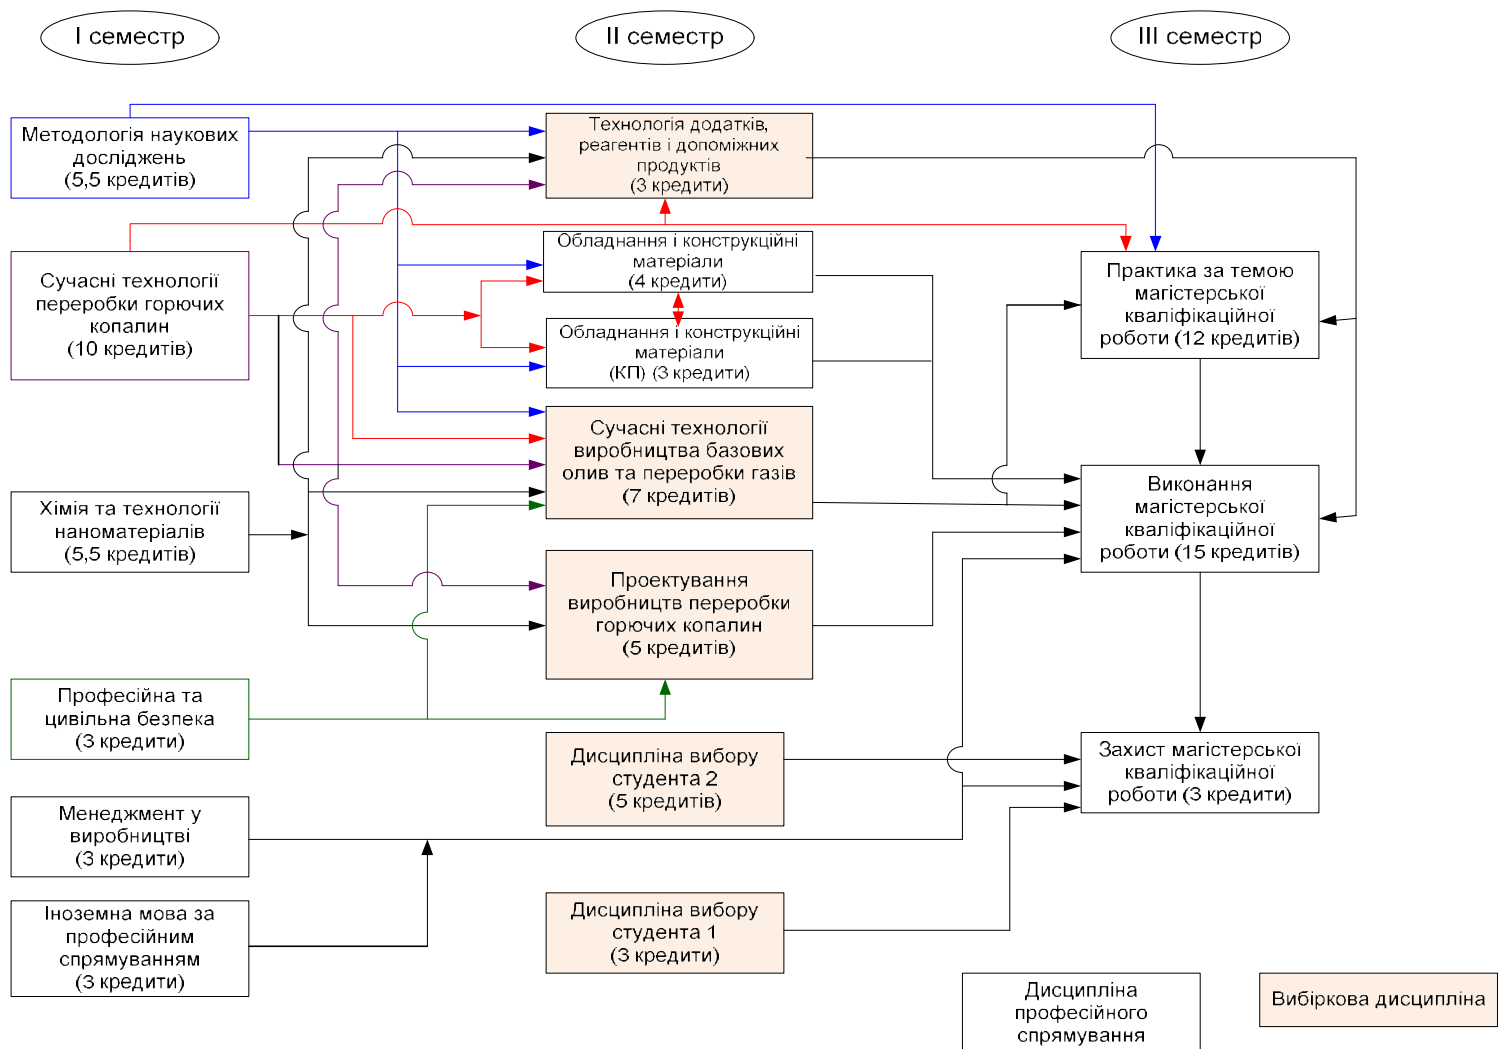 I семестр
II семестр
III семестр
Методологія наукових
досліджень
(5,5 кредитів)
Сучасні технології
переробки горючих
копалин
(10 кредитів)
Хімія та технології
наноматеріалів
(5,5 кредитів)
Професійна та
цивільна безпека
(3 кредити)
Менеджмент у
виробництві
(3 кредити)
Іноземна мова за
професійним
спрямуванням
(3 кредити)
Технологія додатків,
реагентів і допоміжних
продуктів
(3 кредити)
Обладнання і конструкційні
матеріали
(4 кредити)
Обладнання і конструкційні
матеріали
(КП) (3 кредити)
Сучасні технології
виробництва базових
олив та переробки газів
(7 кредитів)
Проектування
виробництв переробки
горючих копалин
(5 кредитів)
Дисципліна вибору
студента 2
(5 кредитів)
Дисципліна вибору
студента 1
(3 кредити)
Практика за темою
магістерської
кваліфікаційної
роботи (12 кредитів)
Виконання
магістерської
кваліфікаційної
роботи (15 кредитів)
Захист магістерської
кваліфікаційної
роботи (3 кредити)
Дисципліна
професійного
спрямування
Вибіркова дисципліна